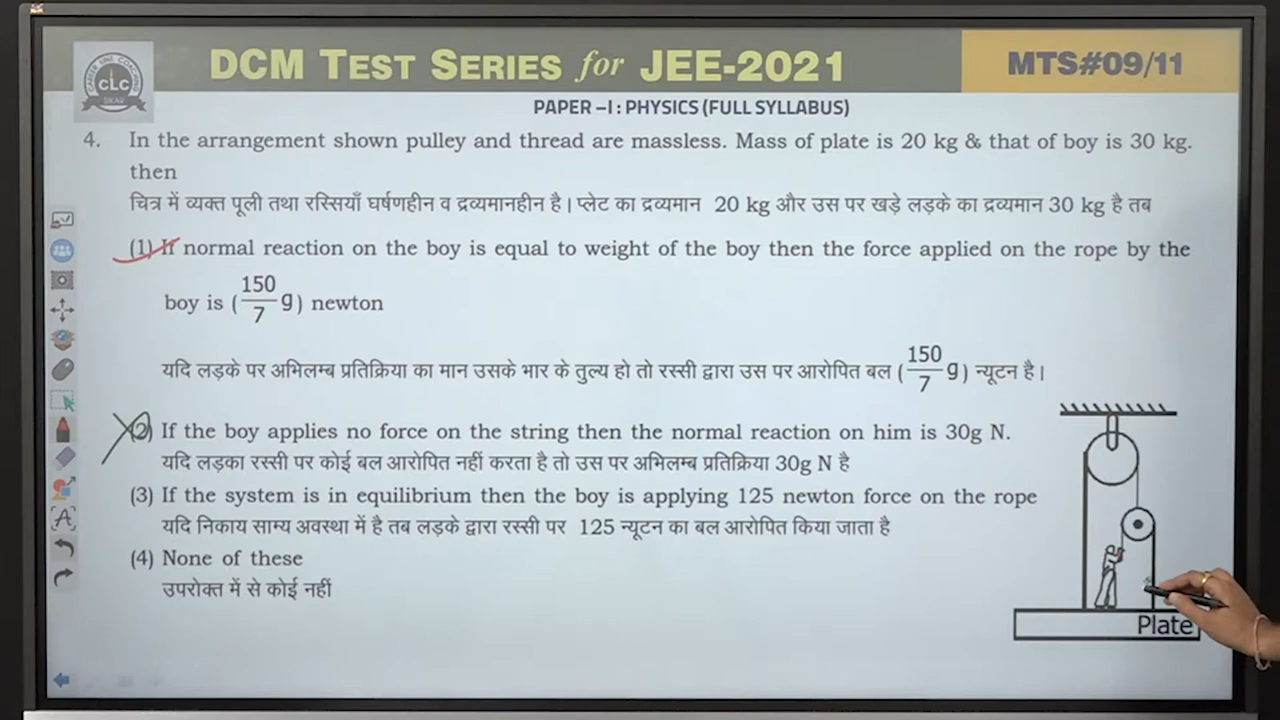 DCM TEST SERIES for JEE-2021
MTS#09/11
CAREER LINE COACHING
CLC
SIKAR
PAPER –I : PHYSICS (FULL SYLLABUS)
4. In the arrangement shown pulley and thread are massless. Mass of plate is 20 kg & that of boy is 30 kg.
then
चित्र में व्यक्त पूली तथा रस्सियाँ घर्षणहीन व द्रव्यमानहीन है। प्लेट का द्रव्यमान 20 kg और उस पर खड़े लड़के का द्रव्यमान 30 kg है तब
(1) If normal reaction on the boy is equal to weight of the boy then the force applied on the rope by the
boy is (150/7 g) newton
यदि लड़के पर अभिलम्ब प्रतिक्रिया का मान उसके भार के तुल्य हो तो रस्सी द्वारा उस पर आरोपित बल (150/7 g) न्यूटन है।
(2) If the boy applies no force on the string then the normal reaction on him is 30g N.
यदि लड़का रस्सी पर कोई बल आरोपित नहीं करता है तो उस पर अभिलम्ब प्रतिक्रिया 30g N है
(3) If the system is in equilibrium then the boy is applying 125 newton force on the rope
यदि निकाय साम्य अवस्था में है तब लड़के द्वारा रस्सी पर 125 न्यूटन का बल आरोपित किया जाता है
(4) None of these
उपरोक्त में से कोई नहीं
Plate